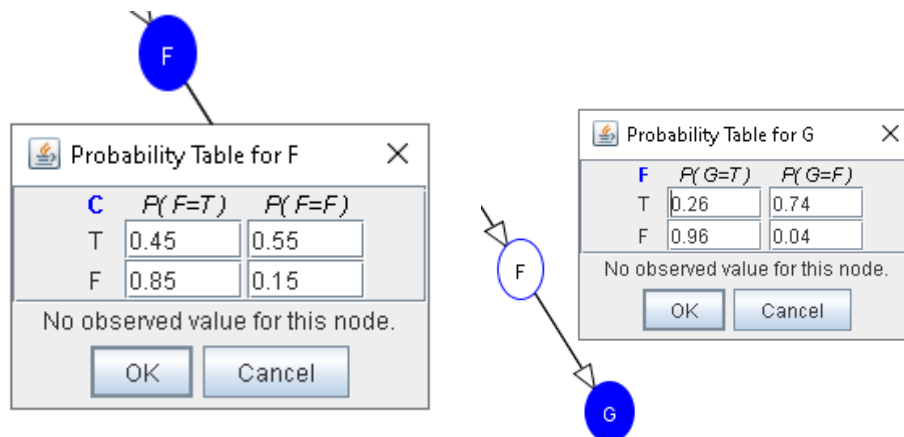 F
Probability Table for F
C P( F=T) P( F=F)
T 0.45 0.55
F 0.85 0.15
No observed value for this node.
OK Cancel
Probability Table for G
F P( G=T) P( G=F)
T 0.26 0.74
F 0.96 0.04
No observed value for this node.
OK Cancel
F
G